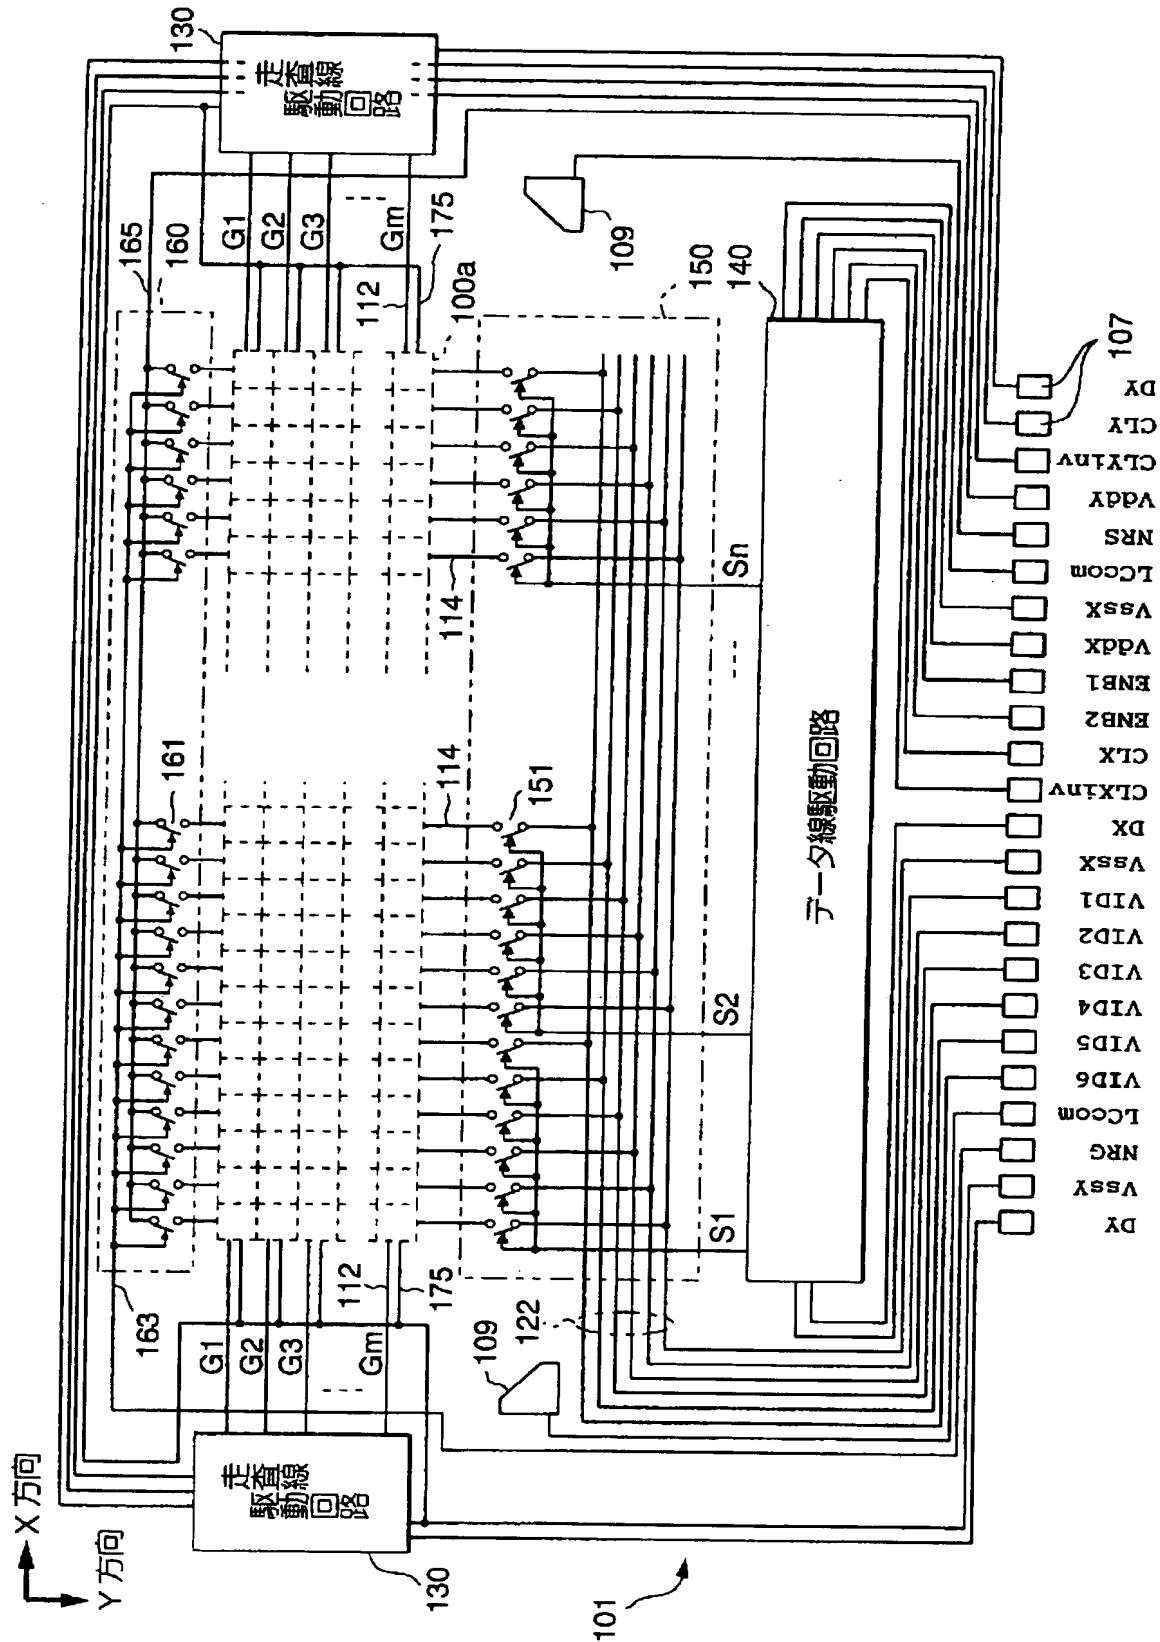 X方向
Y方向
130
走査線
駆動回路
130
走査線
駆動回路
163
161
165
160
G1
G2
G3
Gm
112
175
G1
G2
G3
Gm
112
175
100a
109
109
122
114
151
114
150
140
S1
S2
Sn
データ線駆動回路
101
107
DY
VssY
NRG
LCcom
VID6
VID5
VID4
VID3
VID2
VID1
VssX
DX
CLXinv
CLX
ENB2
ENB1
VddX
VssX
LCcom
NRS
VddY
CLYinv
CLY
DY